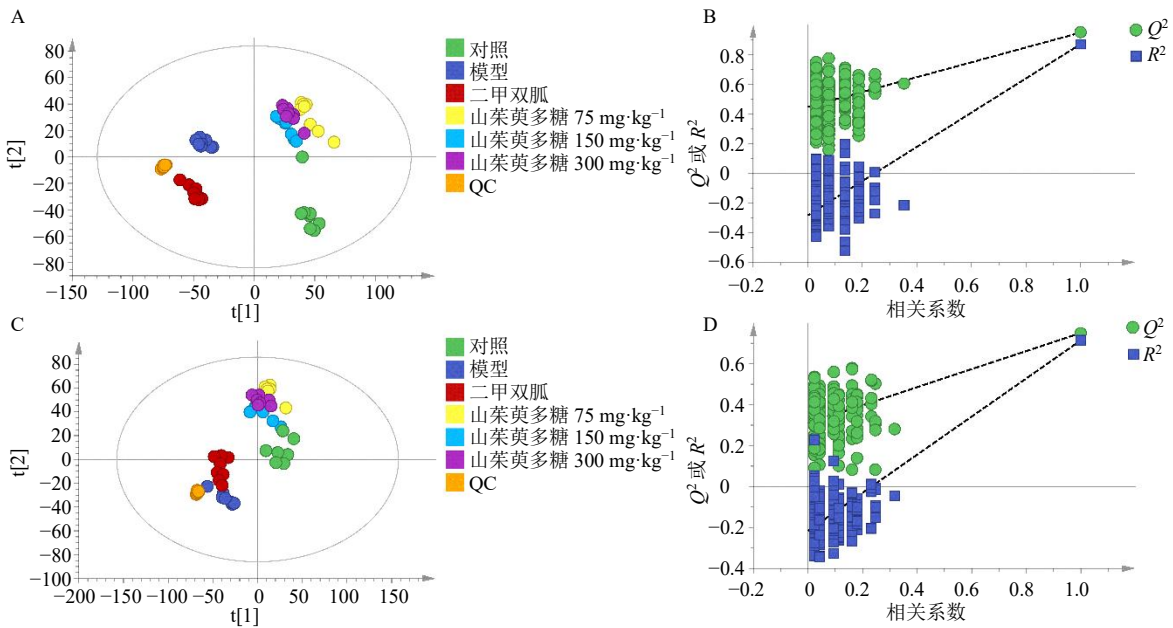 A
80
60
40
20
0
−20
−40
−60
−80
t[2]
−150
−100
−50
0
50
100
t[1]
对照
模型
二甲双胍
山茱萸多糖 75 mg·kg⁻¹
山茱萸多糖 150 mg·kg⁻¹
山茱萸多糖 300 mg·kg⁻¹
QC
B
0.8
0.6
0.4
0.2
0
−0.2
−0.4
−0.6
Q² 或 R²
−0.2
0
0.2
0.4
0.6
0.8
1.0
相关系数
Q²
R²
C
80
60
40
20
0
−20
−40
−60
−80
−100
t[2]
−200
−150
−100
−50
0
50
100
150
t[1]
对照
模型
二甲双胍
山茱萸多糖 75 mg·kg⁻¹
山茱萸多糖 150 mg·kg⁻¹
山茱萸多糖 300 mg·kg⁻¹
QC
D
0.6
0.4
0.2
0
−0.2
−0.4
Q² 或 R²
−0.2
0
0.2
0.4
0.6
0.8
1.0
相关系数
Q²
R²